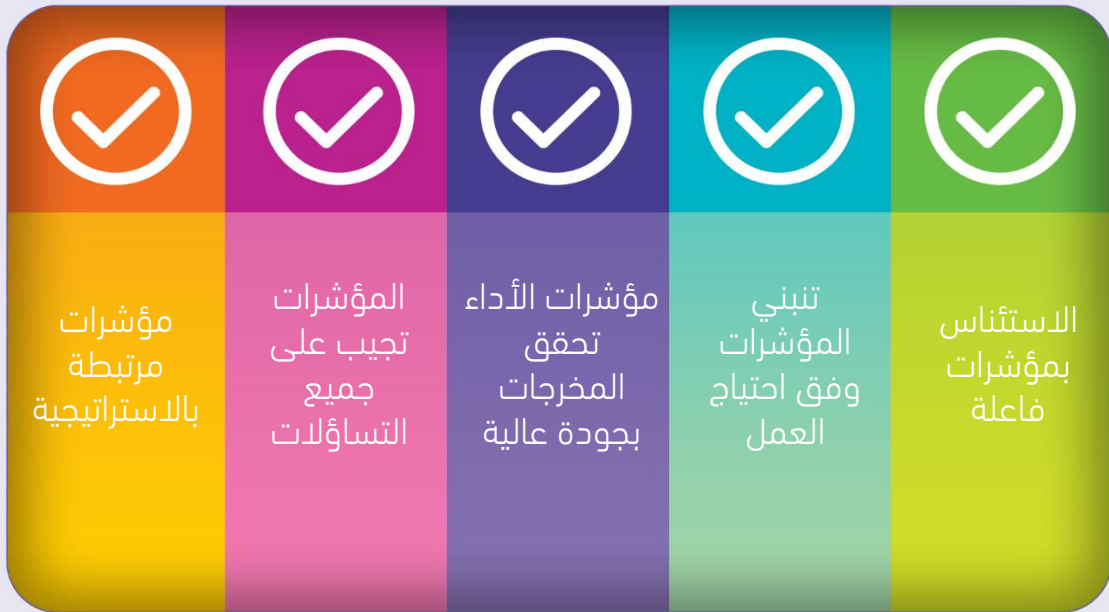 الاستئناس
بمؤشرات
فاعلة
تنبني
المؤشرات
وفق احتياج
العمل
مؤشرات الأداء
تحقق
المخرجات
بجودة عالية
المؤشرات
تجيب على
جميع
التساؤلات
مؤشرات
مرتبطة
بالاستراتيجية